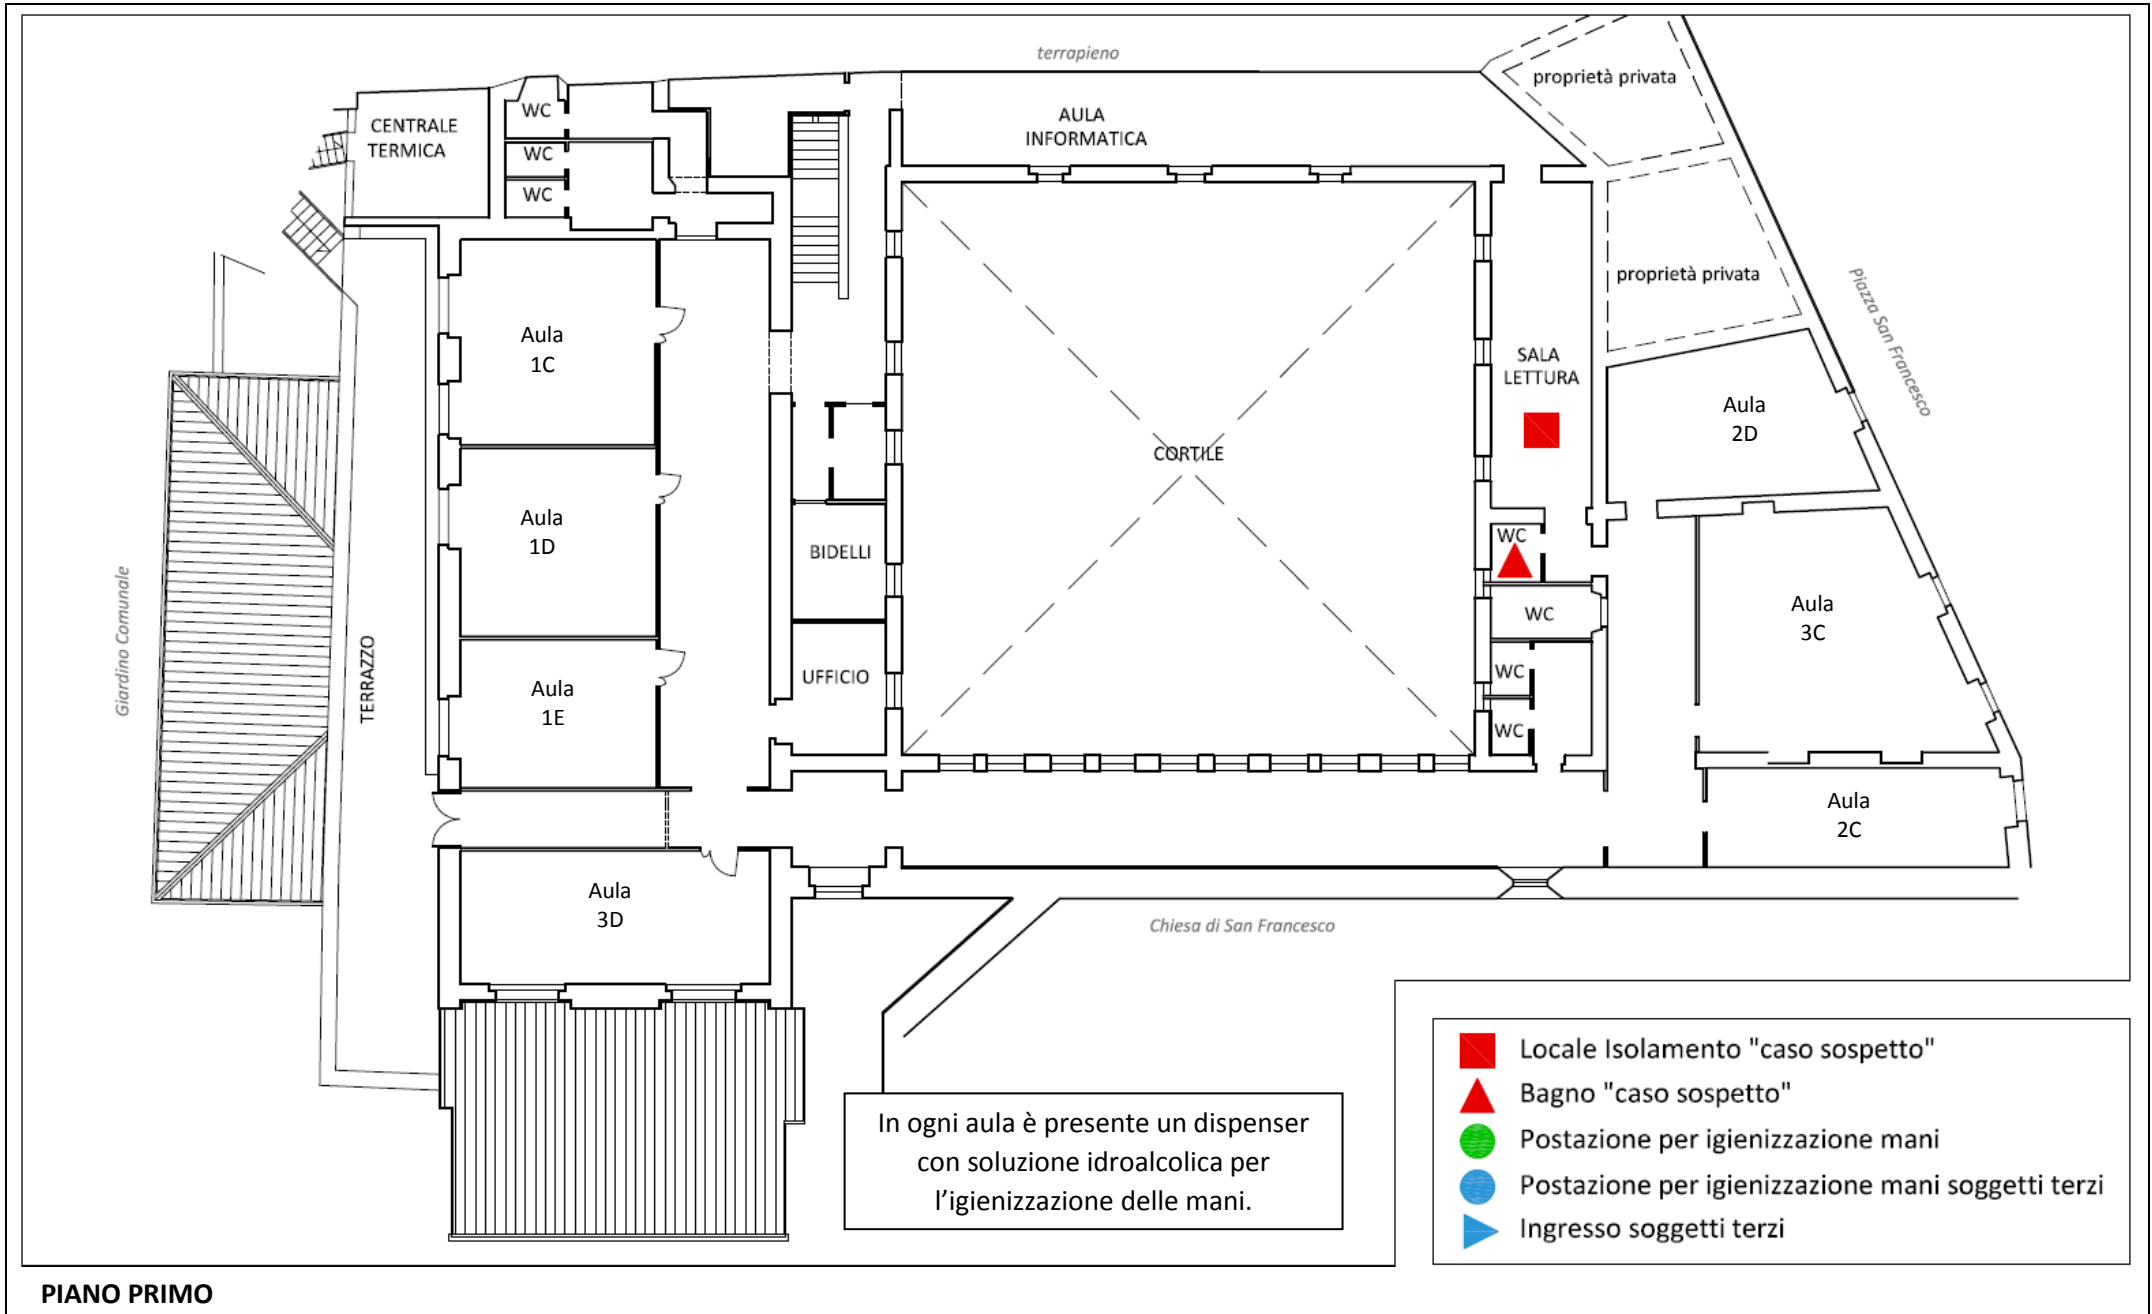 terrapieno
proprietà privata
CENTRALE
TERMICA
WC
WC
WC
AULA
INFORMATICA
proprietà privata
Piazza San Francesco
Aula
1C
SALA
LETTURA
Aula
2D
CORTILE
Aula
1D
BIDELLI
WC
WC
Aula
3C
Giardino Comunale
TERRAZZO
Aula
1E
UFFICIO
WC
WC
Aula
2C
Aula
3D
Chiesa di San Francesco
In ogni aula è presente un dispenser
con soluzione idroalcolica per
l’igienizzazione delle mani.
Locale Isolamento "caso sospetto"
Bagno "caso sospetto"
Postazione per igienizzazione mani
Postazione per igienizzazione mani soggetti terzi
Ingresso soggetti terzi
PIANO PRIMO